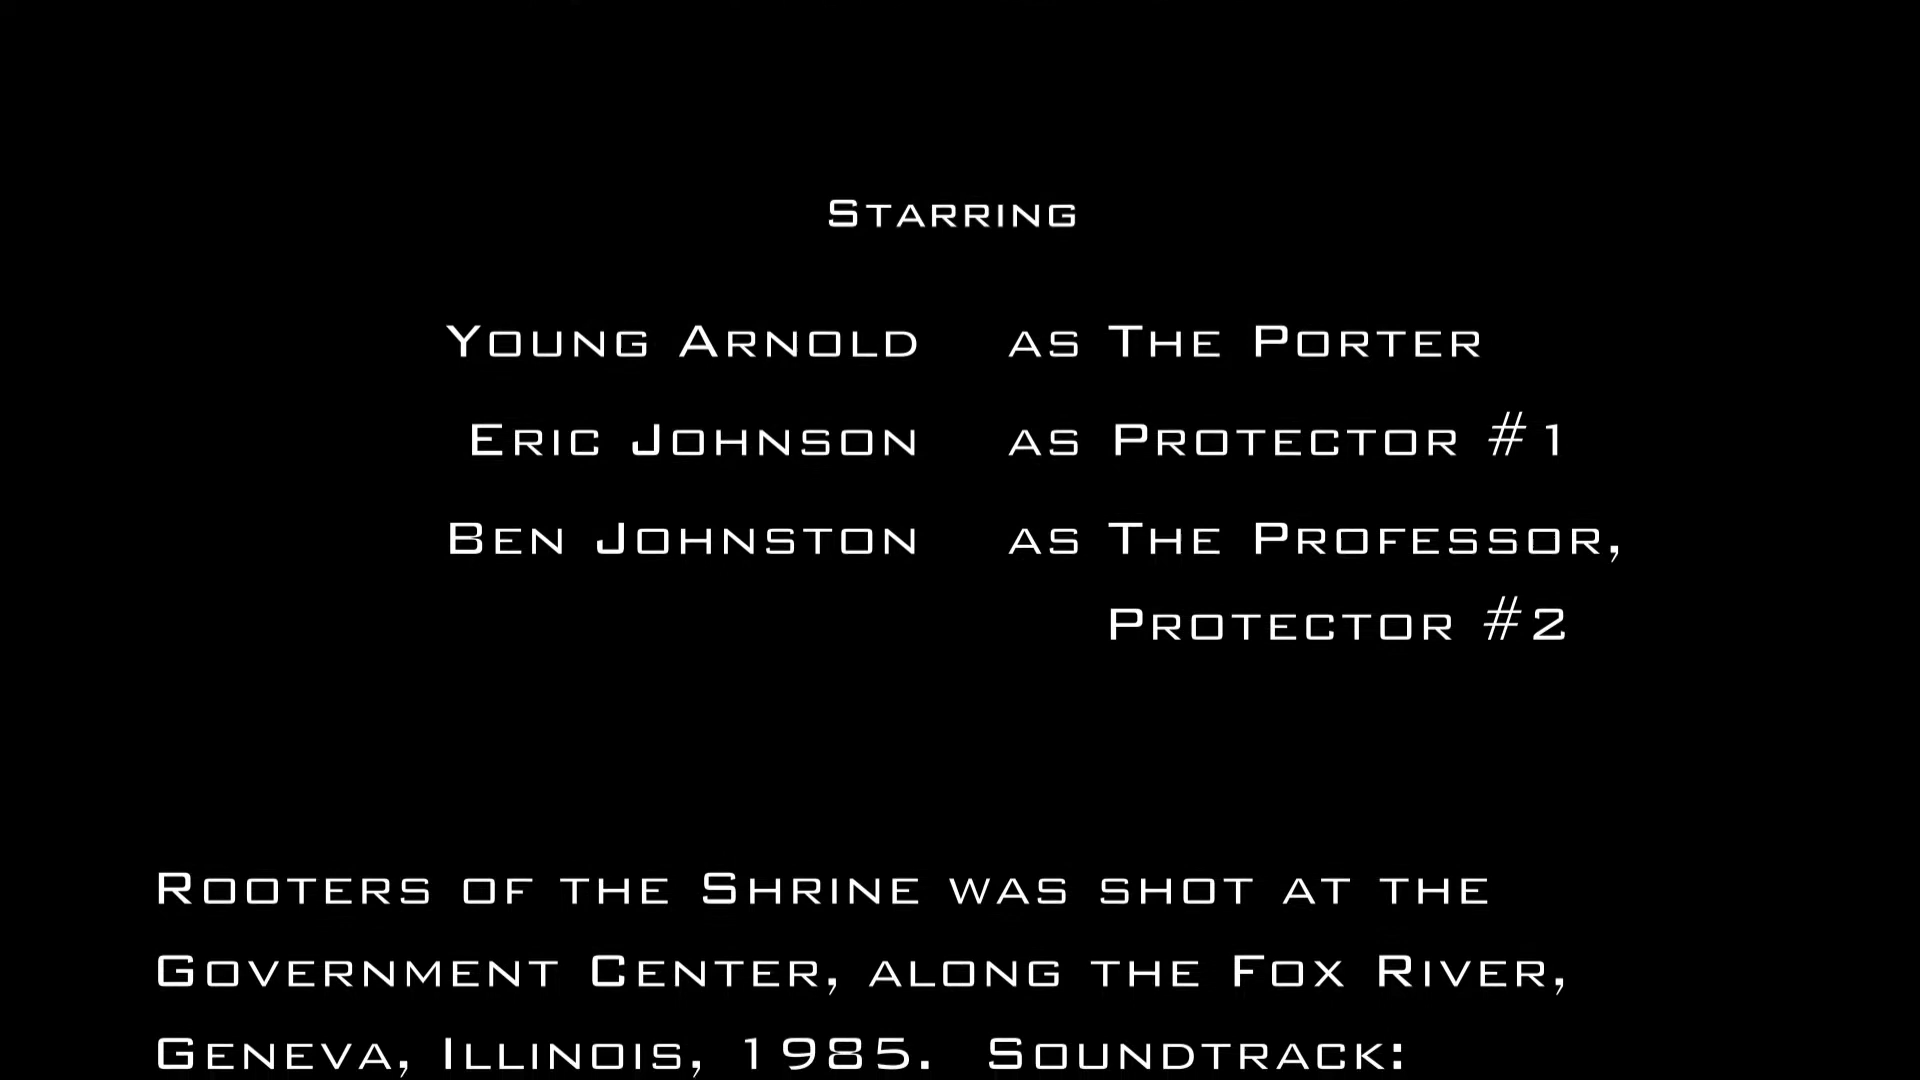 Starring
Young Arnold as The Porter
Eric Johnson as Protector #1
Ben Johnston as The Professor,
Protector #2
Rooters of the Shrine was shot at the
Government Center, along the Fox River,
Geneva, Illinois, 1985. Soundtrack: